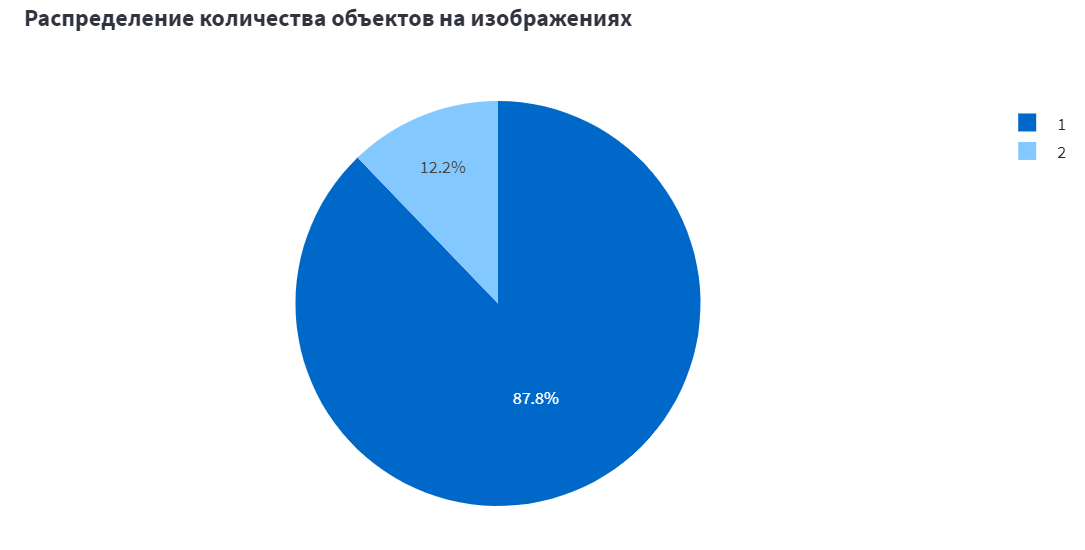 Распределение количества объектов на изображениях
1
2
12.2%
87.8%